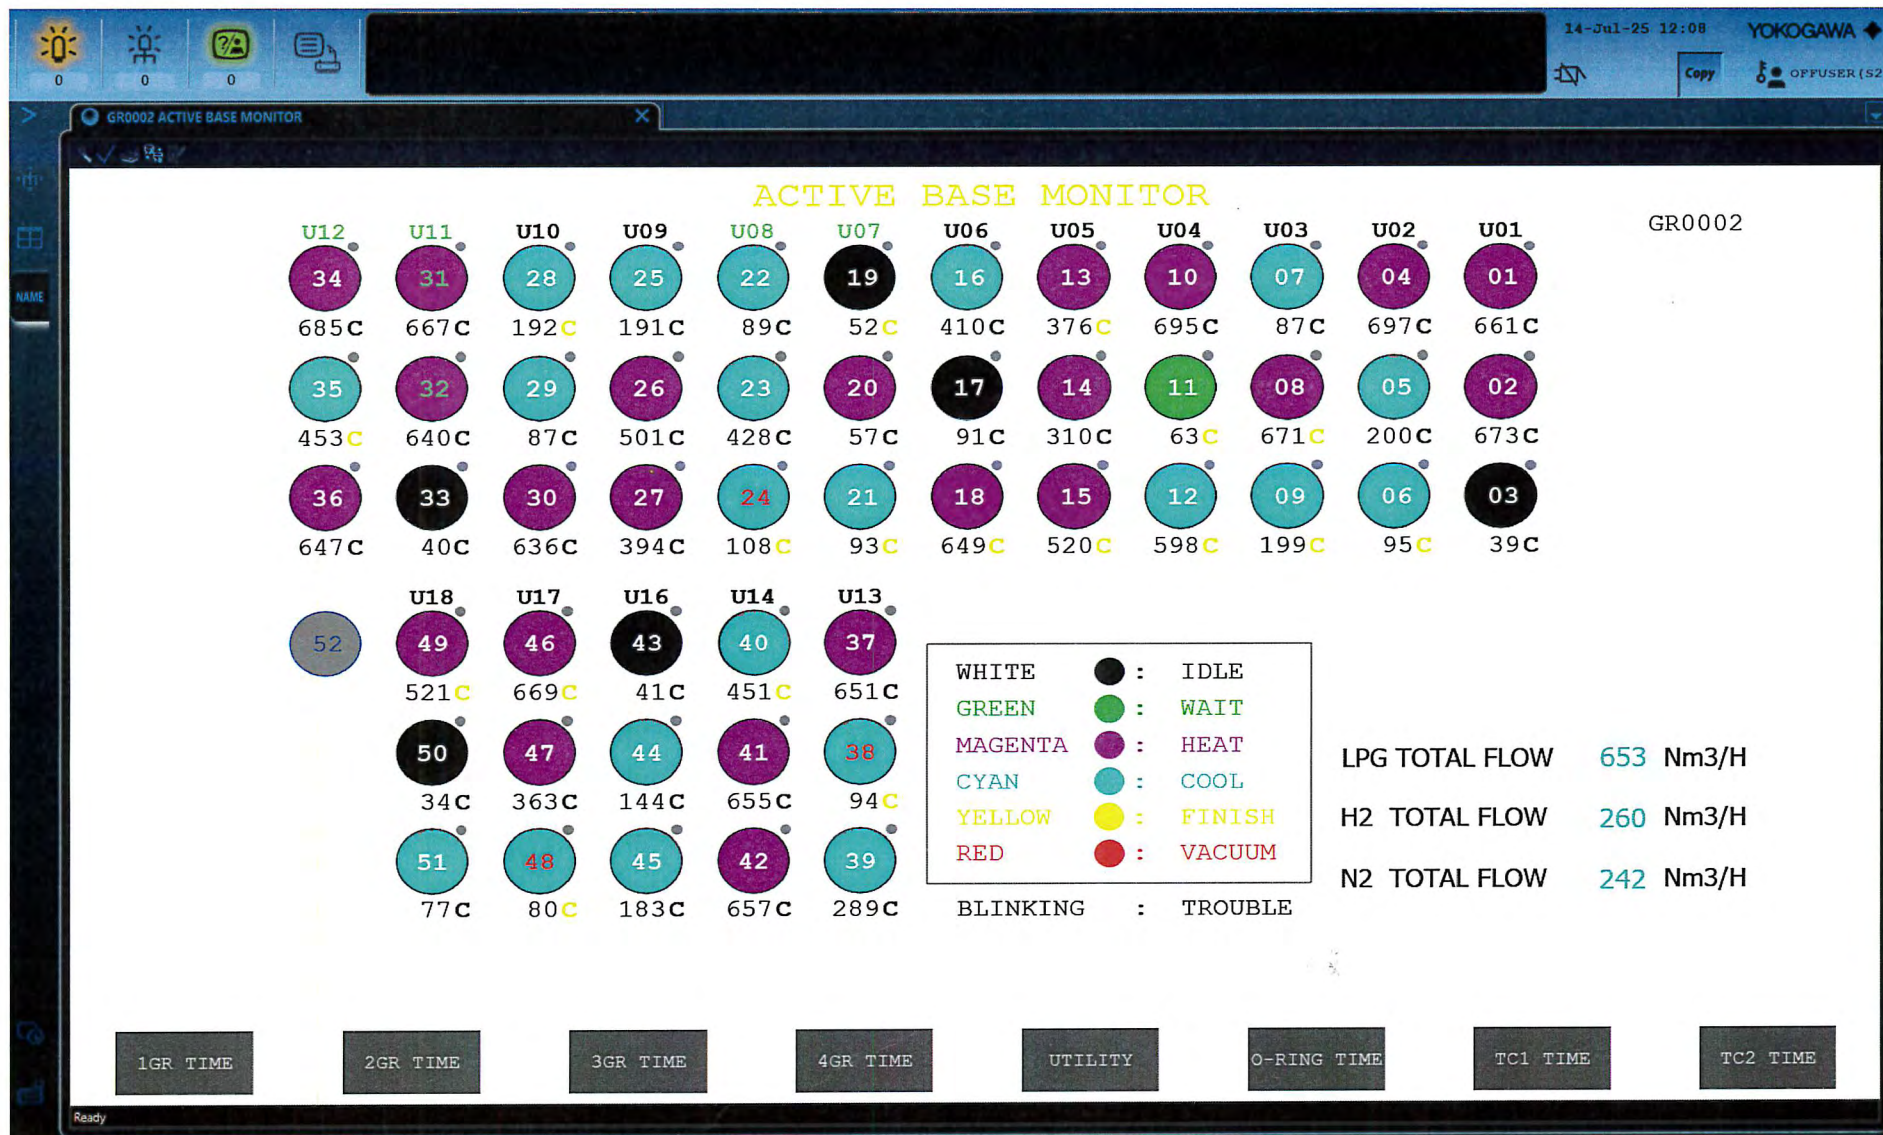 14-Jul-25 12:08 YOKOGAWA
0 0 0
Copy OFFUSER(S2
GR0002 ACTIVE BASE MONITOR
NAME
ACTIVE BASE MONITOR
GR0002
U12 U11 U10 U09 U08 U07 U06 U05 U04 U03 U02 U01
34 31 28 25 22 19 16 13 10 07 04 01
685C 667C 192C 191C 89C 52C 410C 376C 695C 87C 697C 661C
35 32 29 26 23 20 17 14 11 08 05 02
453C 640C 87C 501C 428C 57C 91C 310C 63C 671C 200C 673C
36 33 30 27 24 21 18 15 12 09 06 03
647C 40C 636C 394C 108C 93C 649C 520C 598C 199C 95C 39C
U18 U17 U16 U14 U13
52 49 46 43 40 37
521C 669C 41C 451C 651C
50 47 44 41 38
34C 363C 144C 655C 94C
51 48 45 42 39
77C 80C 183C 657C 289C
WHITE : IDLE
GREEN : WAIT
MAGENTA : HEAT
CYAN : COOL
YELLOW : FINISH
RED : VACUUM
BLINKING : TROUBLE
LPG TOTAL FLOW 653 Nm3/H
H2 TOTAL FLOW 260 Nm3/H
N2 TOTAL FLOW 242 Nm3/H
1GR TIME 2GR TIME 3GR TIME 4GR TIME UTILITY O-RING TIME TC1 TIME TC2 TIME
Ready